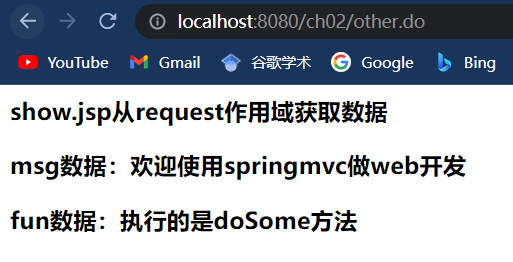 localhost:8080/ch02/other.do
YouTube Gmail 谷歌学术 Google Bing
show.jsp从request作用域获取数据
msg数据：欢迎使用springmvc做web开发
fun数据：执行的是doSome方法